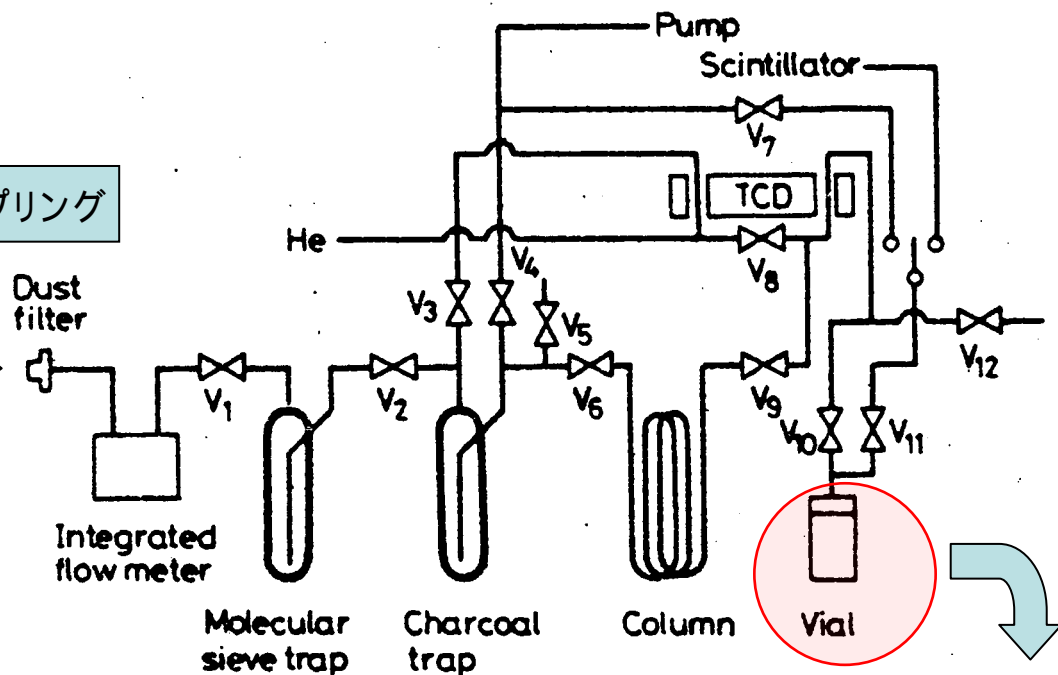 Pump
Scintillator
V7
プリング
TCD
He
V4
V8
Dust
filter
V3
V5
V12
V1
V2
V6
V9
V10
V11
Integrated
flow meter
Molecular
sieve trap
Charcoal
trap
Column
Vial